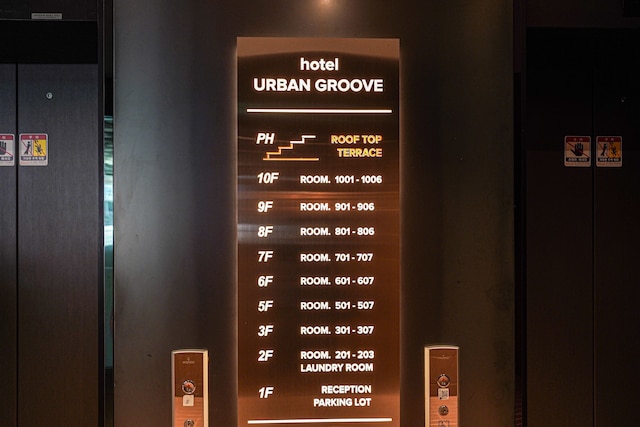 hotel
URBAN GROOVE
PH ROOF TOP
TERRACE
10F ROOM. 1001 - 1006
9F ROOM. 901 - 906
8F ROOM. 801 - 806
7F ROOM. 701 - 707
6F ROOM. 601 - 607
5F ROOM. 501 - 507
3F ROOM. 301 - 307
2F ROOM. 201 - 203
LAUNDRY ROOM
1F RECEPTION
PARKING LOT